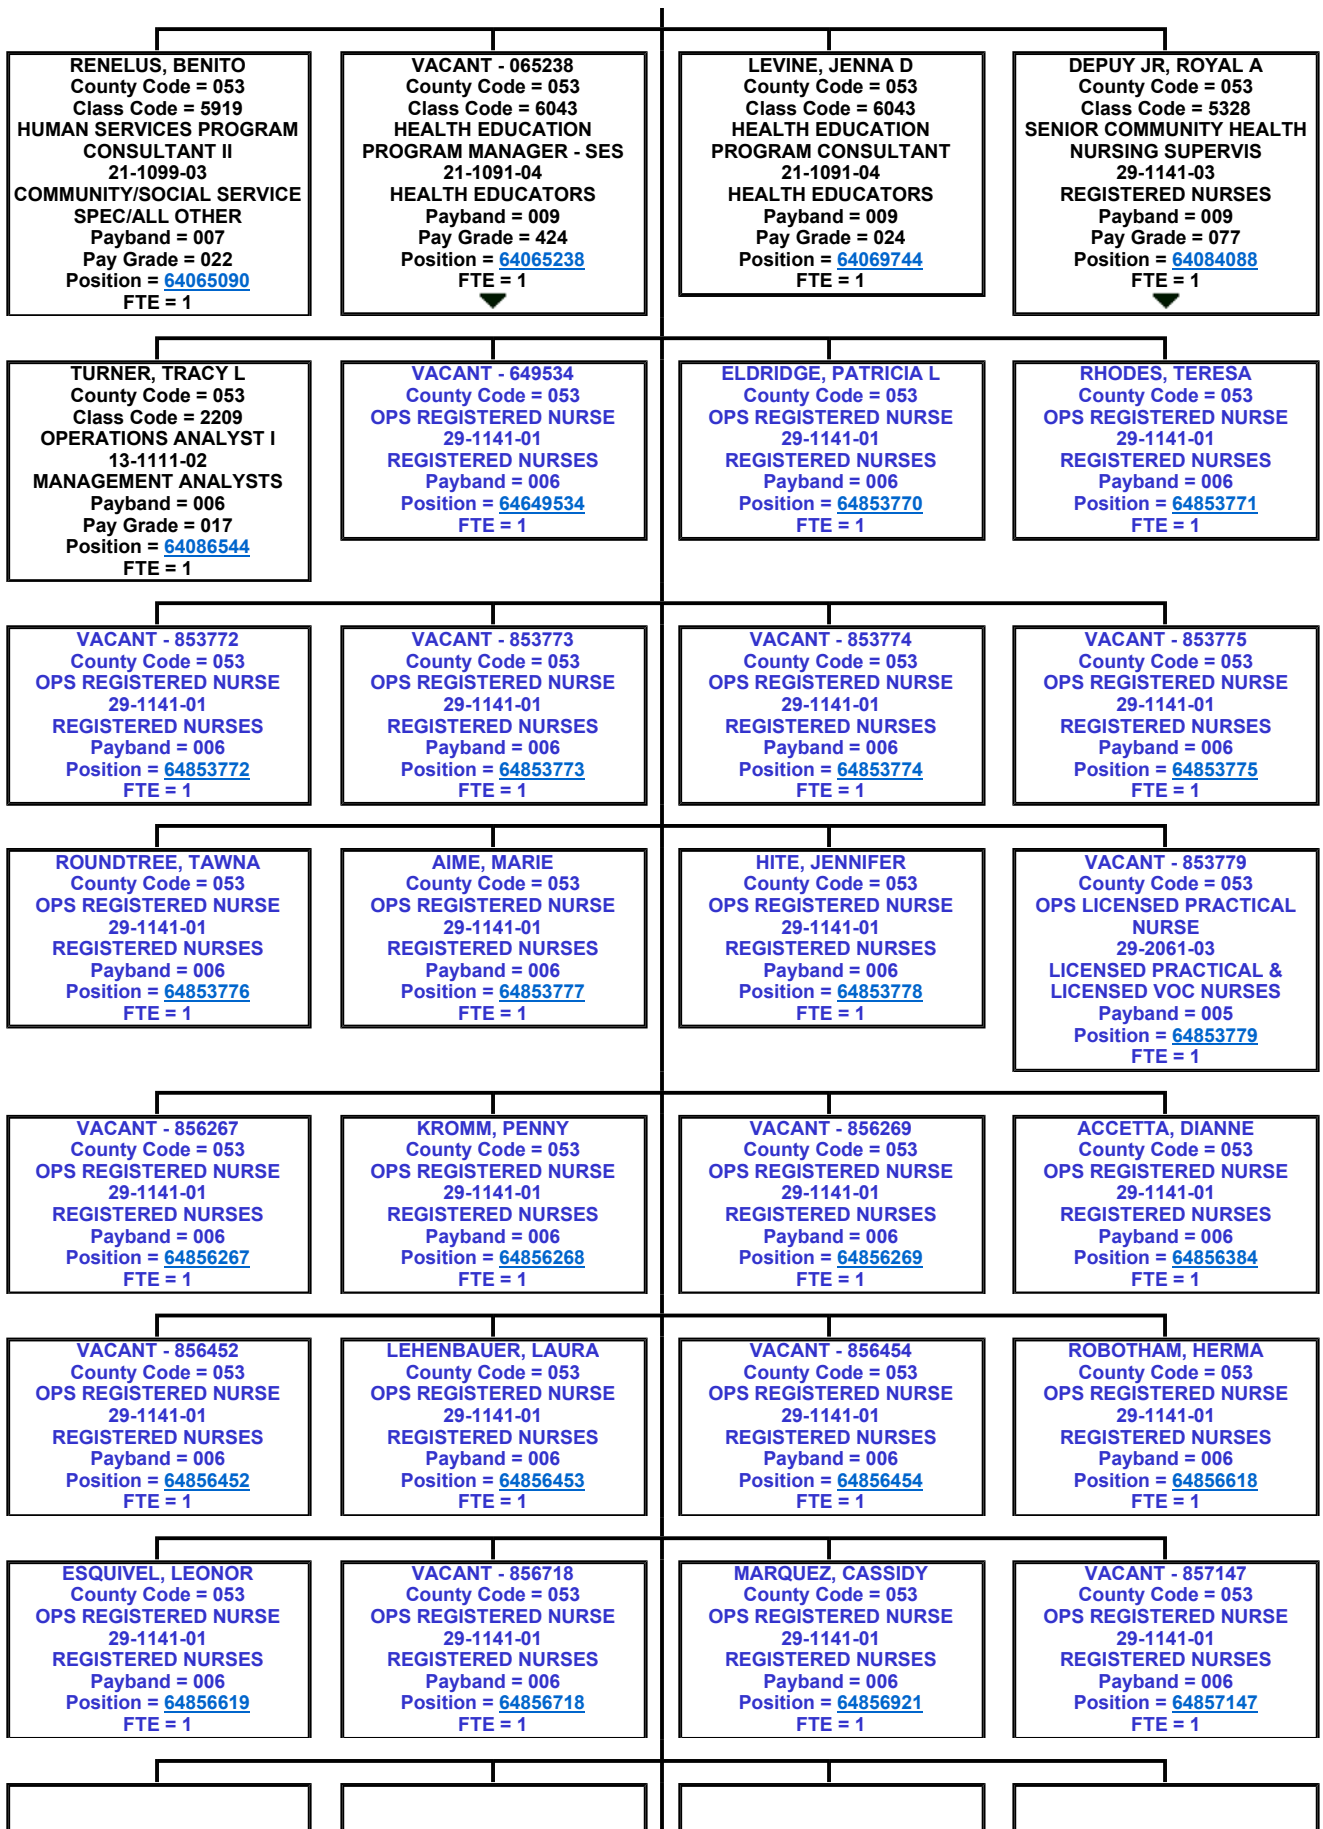 RENELUS, BENITO
County Code = 053
Class Code = 5919
HUMAN SERVICES PROGRAM
CONSULTANT II
21-1099-03
COMMUNITY/SOCIAL SERVICE
SPEC/ALL OTHER
Payband = 007
Pay Grade = 022
Position = 64065090
FTE = 1
VACANT - 065238
County Code = 053
Class Code = 6043
HEALTH EDUCATION
PROGRAM MANAGER - SES
21-1091-04
HEALTH EDUCATORS
Payband = 009
Pay Grade = 424
Position = 64065238
FTE = 1
LEVINE, JENNA D
County Code = 053
Class Code = 6043
HEALTH EDUCATION
PROGRAM CONSULTANT
21-1091-04
HEALTH EDUCATORS
Payband = 009
Pay Grade = 024
Position = 64069744
FTE = 1
DEPUY JR, ROYAL A
County Code = 053
Class Code = 5328
SENIOR COMMUNITY HEALTH
NURSING SUPERVIS
29-1141-03
REGISTERED NURSES
Payband = 009
Pay Grade = 077
Position = 64084088
FTE = 1
TURNER, TRACY L
County Code = 053
Class Code = 2209
OPERATIONS ANALYST I
13-1111-02
MANAGEMENT ANALYSTS
Payband = 006
Pay Grade = 017
Position = 64086544
FTE = 1
VACANT - 649534
County Code = 053
OPS REGISTERED NURSE
29-1141-01
REGISTERED NURSES
Payband = 006
Position = 64649534
FTE = 1
ELDRIDGE, PATRICIA L
County Code = 053
OPS REGISTERED NURSE
29-1141-01
REGISTERED NURSES
Payband = 006
Position = 64853770
FTE = 1
RHODES, TERESA
County Code = 053
OPS REGISTERED NURSE
29-1141-01
REGISTERED NURSES
Payband = 006
Position = 64853771
FTE = 1
VACANT - 853772
County Code = 053
OPS REGISTERED NURSE
29-1141-01
REGISTERED NURSES
Payband = 006
Position = 64853772
FTE = 1
VACANT - 853773
County Code = 053
OPS REGISTERED NURSE
29-1141-01
REGISTERED NURSES
Payband = 006
Position = 64853773
FTE = 1
VACANT - 853774
County Code = 053
OPS REGISTERED NURSE
29-1141-01
REGISTERED NURSES
Payband = 006
Position = 64853774
FTE = 1
VACANT - 853775
County Code = 053
OPS REGISTERED NURSE
29-1141-01
REGISTERED NURSES
Payband = 006
Position = 64853775
FTE = 1
ROUNDTREE, TAWNA
County Code = 053
OPS REGISTERED NURSE
29-1141-01
REGISTERED NURSES
Payband = 006
Position = 64853776
FTE = 1
AIME, MARIE
County Code = 053
OPS REGISTERED NURSE
29-1141-01
REGISTERED NURSES
Payband = 006
Position = 64853777
FTE = 1
HITE, JENNIFER
County Code = 053
OPS REGISTERED NURSE
29-1141-01
REGISTERED NURSES
Payband = 006
Position = 64853778
FTE = 1
VACANT - 853779
County Code = 053
OPS LICENSED PRACTICAL
NURSE
29-2061-03
LICENSED PRACTICAL &
LICENSED VOC NURSES
Payband = 005
Position = 64853779
FTE = 1
VACANT - 856267
County Code = 053
OPS REGISTERED NURSE
29-1141-01
REGISTERED NURSES
Payband = 006
Position = 64856267
FTE = 1
KROMM, PENNY
County Code = 053
OPS REGISTERED NURSE
29-1141-01
REGISTERED NURSES
Payband = 006
Position = 64856268
FTE = 1
VACANT - 856269
County Code = 053
OPS REGISTERED NURSE
29-1141-01
REGISTERED NURSES
Payband = 006
Position = 64856269
FTE = 1
ACCETTA, DIANNE
County Code = 053
OPS REGISTERED NURSE
29-1141-01
REGISTERED NURSES
Payband = 006
Position = 64856384
FTE = 1
VACANT - 856452
County Code = 053
OPS REGISTERED NURSE
29-1141-01
REGISTERED NURSES
Payband = 006
Position = 64856452
FTE = 1
LEHENBAUER, LAURA
County Code = 053
OPS REGISTERED NURSE
29-1141-01
REGISTERED NURSES
Payband = 006
Position = 64856453
FTE = 1
VACANT - 856454
County Code = 053
OPS REGISTERED NURSE
29-1141-01
REGISTERED NURSES
Payband = 006
Position = 64856454
FTE = 1
ROBOTHAM, HERMA
County Code = 053
OPS REGISTERED NURSE
29-1141-01
REGISTERED NURSES
Payband = 006
Position = 64856618
FTE = 1
ESQUIVEL, LEONOR
County Code = 053
OPS REGISTERED NURSE
29-1141-01
REGISTERED NURSES
Payband = 006
Position = 64856619
FTE = 1
VACANT - 856718
County Code = 053
OPS REGISTERED NURSE
29-1141-01
REGISTERED NURSES
Payband = 006
Position = 64856718
FTE = 1
MARQUEZ, CASSIDY
County Code = 053
OPS REGISTERED NURSE
29-1141-01
REGISTERED NURSES
Payband = 006
Position = 64856921
FTE = 1
VACANT - 857147
County Code = 053
OPS REGISTERED NURSE
29-1141-01
REGISTERED NURSES
Payband = 006
Position = 64857147
FTE = 1